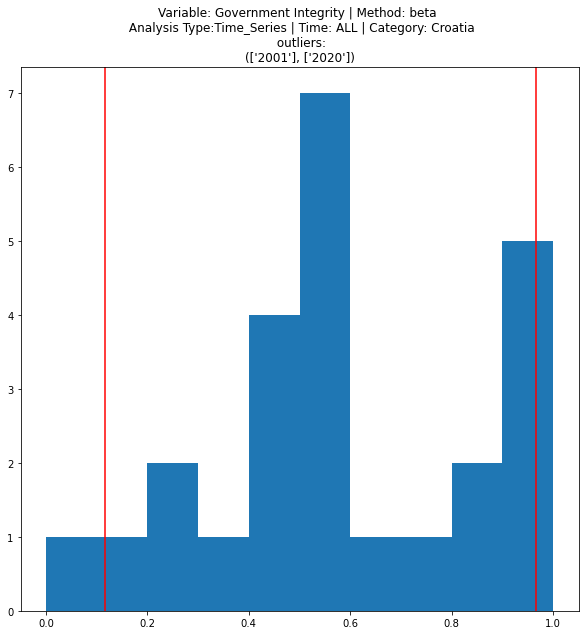 Variable: Government Integrity | Method: beta
Analysis Type:Time_Series | Time: ALL | Category: Croatia
outliers:
(['2001'], ['2020'])
7
6
5
4
3
2
1
0
0.0 0.2 0.4 0.6 0.8 1.0